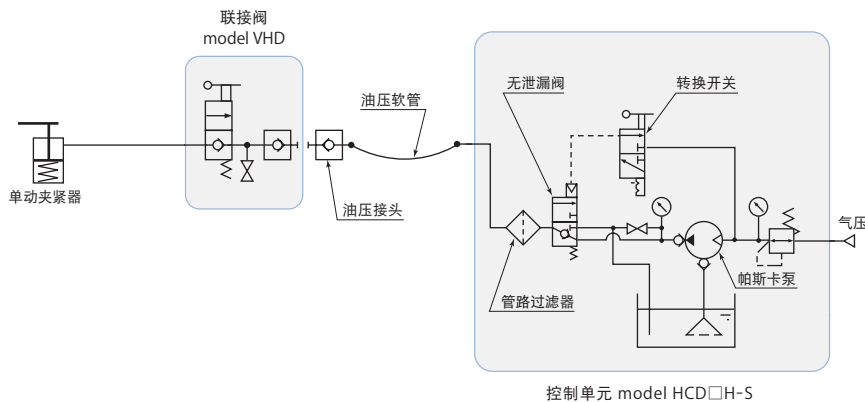 联接阀
model VHD
无泄漏阀
转换开关
油压软管
单动夹紧器
油压接头
气压
管路过滤器
帕斯卡泵
控制单元 model HCD□H-S